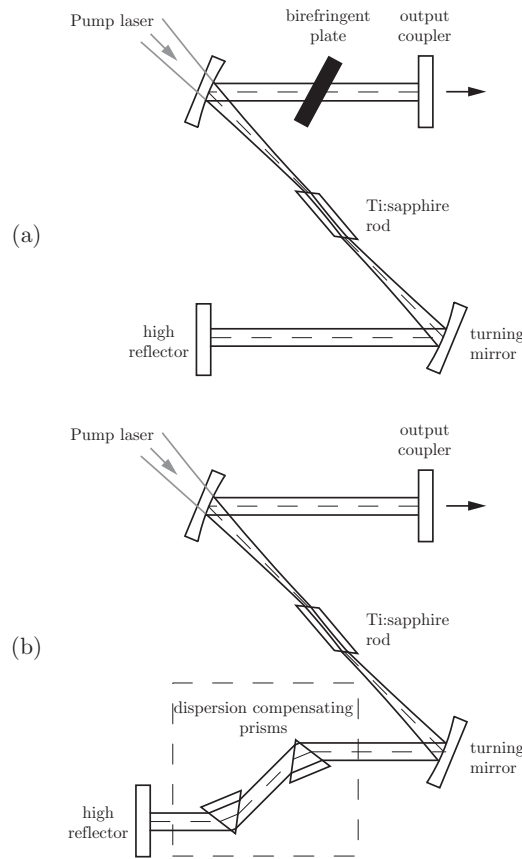 Pump laser
birefringent
plate
output
coupler
Ti:sapphire
rod
(a)
high
reflector
turning
mirror
Pump laser
output
coupler
Ti:sapphire
rod
(b)
dispersion compensating
prisms
turning
mirror
high
reflector